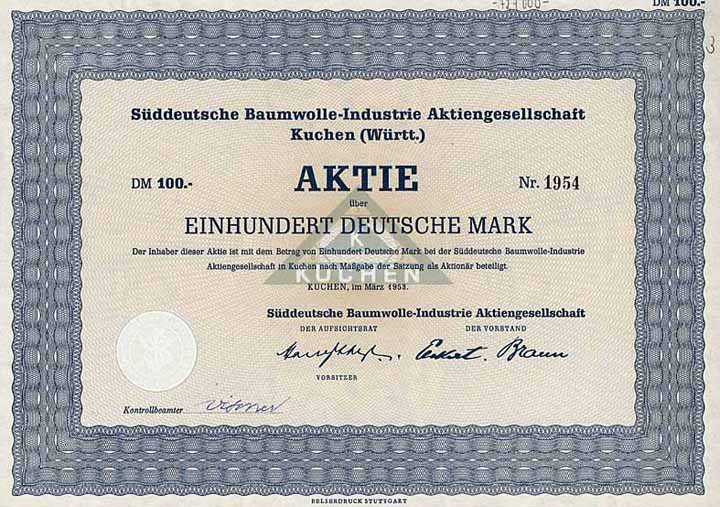 DM 100.-
Süddeutsche Baumwolle-Industrie Aktiengesellschaft
Kuchen (Württ.)
AKTIE
DM 100.-
Nr. 1954
über
EINHUNDERT DEUTSCHE MARK
Der Inhaber dieser Aktie ist mit dem Betrag von Einhundert Deutsche Mark bei der Süddeutsche Baumwolle-Industrie
Aktiengesellschaft in Kuchen nach Maßgabe der Satzung als Aktionär beteiligt.
K
KUCHEN
KUCHEN, im März 1953.
Süddeutsche Baumwolle-Industrie Aktiengesellschaft
DER AUFSICHTSRAT
DER VORSTAND
Eckert. Braun
VORSITZER
Kontrollbeamter
BELSERDRUCK STUTTGART